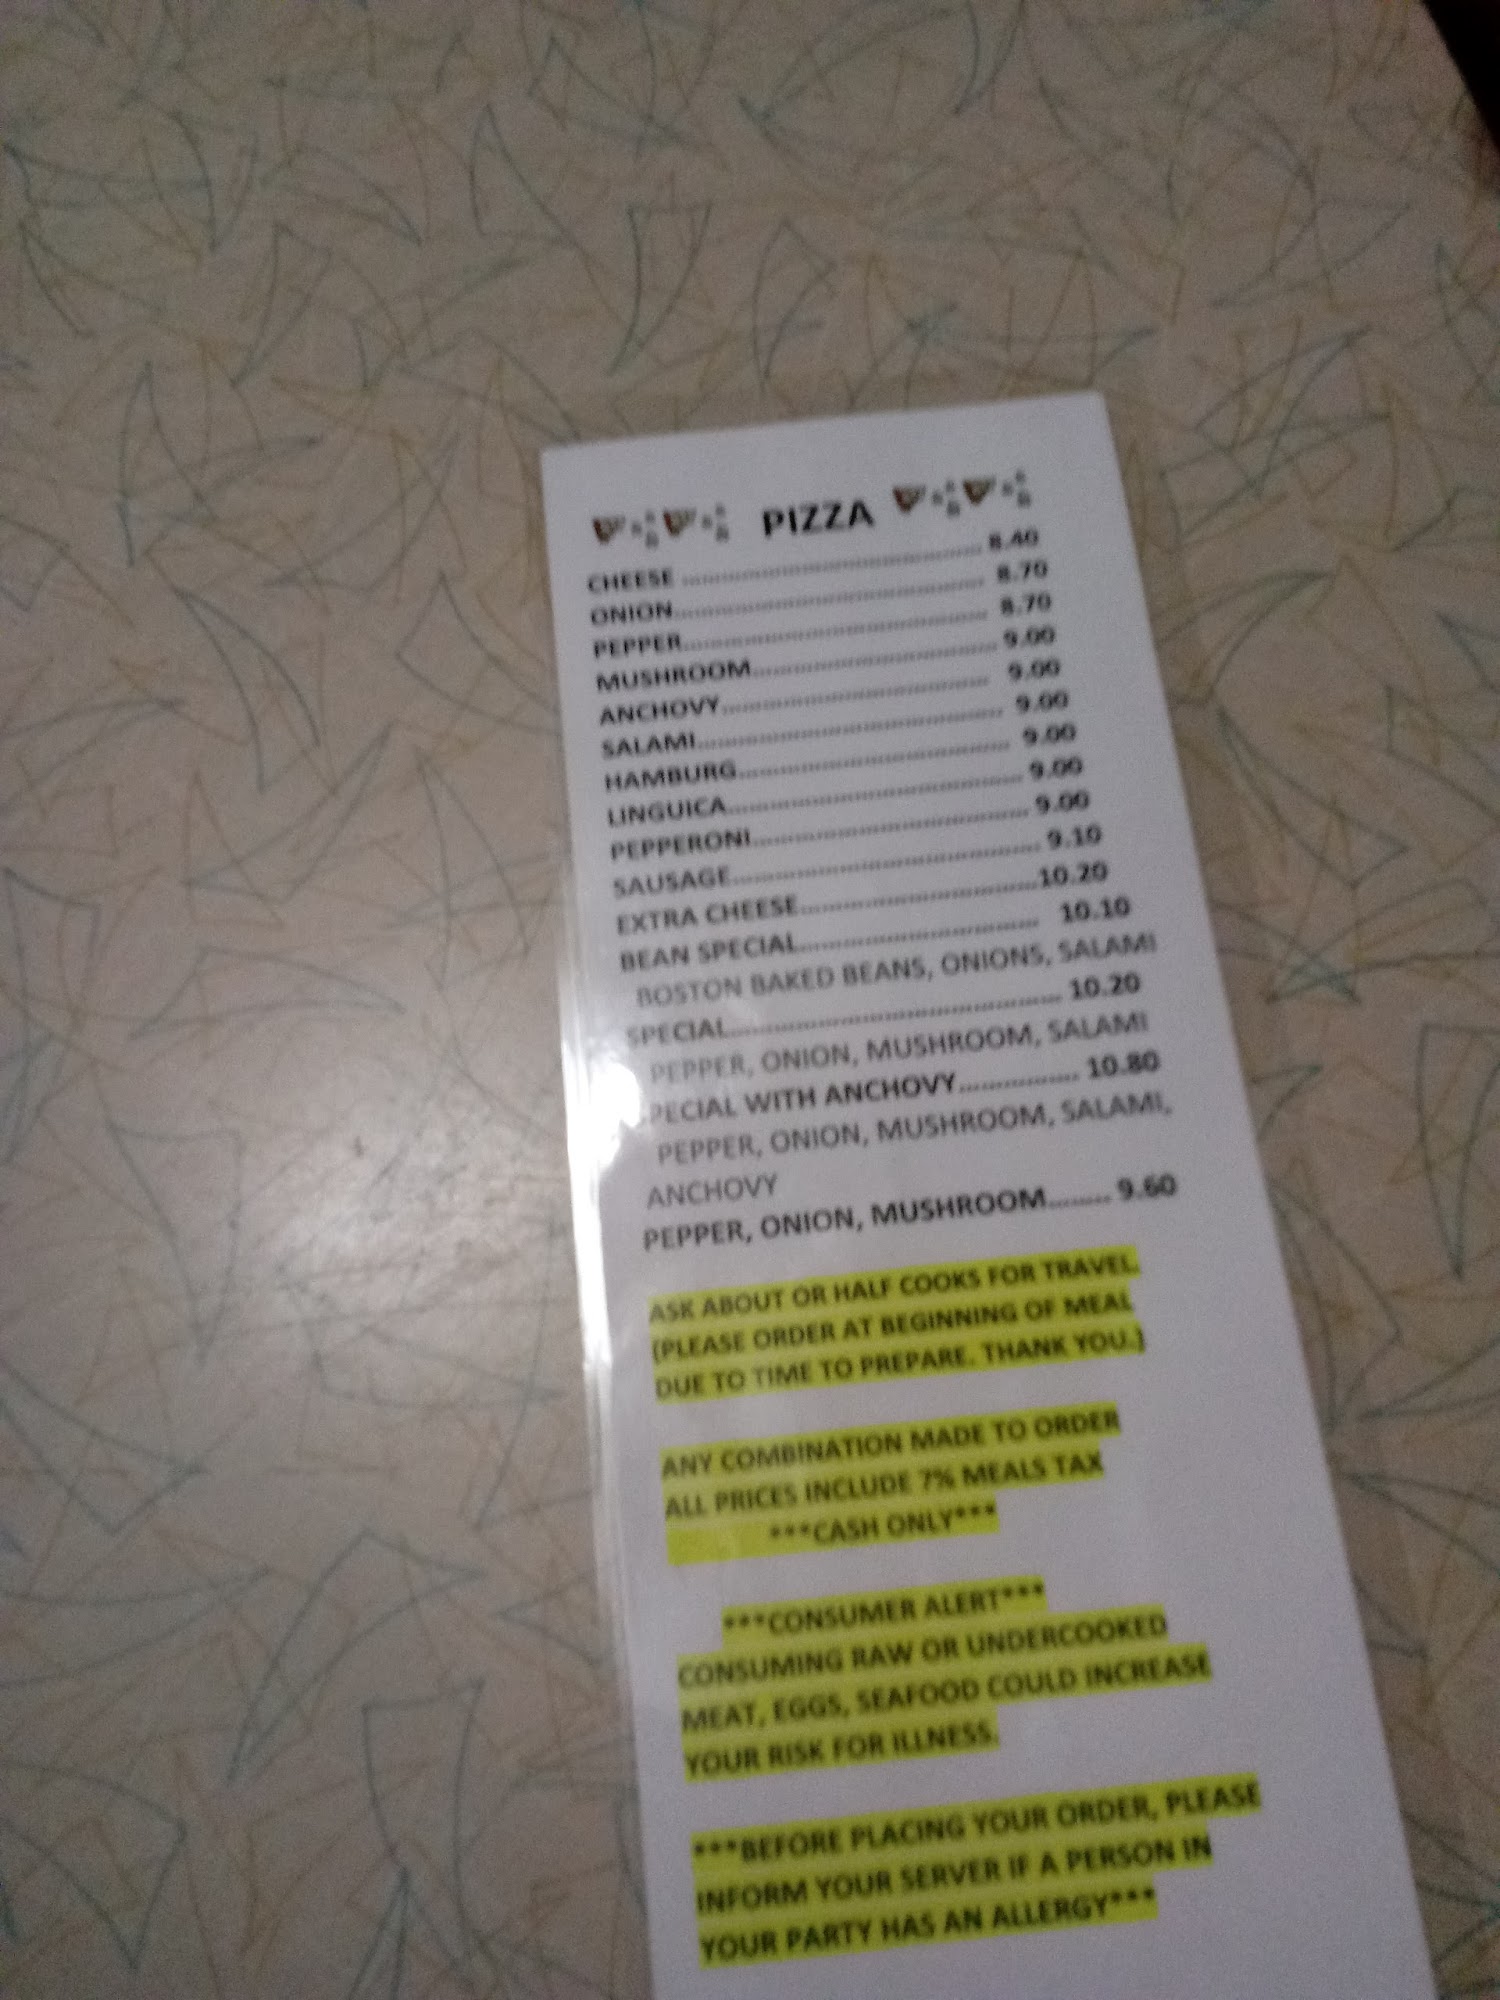 PIZZA
CHEESE ........................................ 8.40
ONION........................................ 8.70
PEPPER........................................ 8.70
MUSHROOM................................ 9.00
ANCHOVY................................... 9.00
SALAMI........................................ 9.00
HAMBURG................................... 9.00
LINGUICA...................................... 9.00
PEPPERONI.................................... 9.00
SAUSAGE........................................ 9.10
EXTRA CHEESE...............................10.20
BEAN SPECIAL............................... 10.10
BOSTON BAKED BEANS, ONIONS, SALAMI
SPECIAL........................................... 10.20
PEPPER, ONION, MUSHROOM, SALAMI
SPECIAL WITH ANCHOVY................ 10.80
PEPPER, ONION, MUSHROOM, SALAMI,
ANCHOVY
PEPPER, ONION, MUSHROOM........ 9.60
ASK ABOUT OR HALF COOKS FOR TRAVEL.
(PLEASE ORDER AT BEGINNING OF MEAL
DUE TO TIME TO PREPARE. THANK YOU.)
ANY COMBINATION MADE TO ORDER
ALL PRICES INCLUDE 7% MEALS TAX
***CASH ONLY***
***CONSUMER ALERT***
CONSUMING RAW OR UNDERCOOKED
MEAT, EGGS, SEAFOOD COULD INCREASE
YOUR RISK FOR ILLNESS.
***BEFORE PLACING YOUR ORDER, PLEASE
INFORM YOUR SERVER IF A PERSON IN
YOUR PARTY HAS AN ALLERGY***